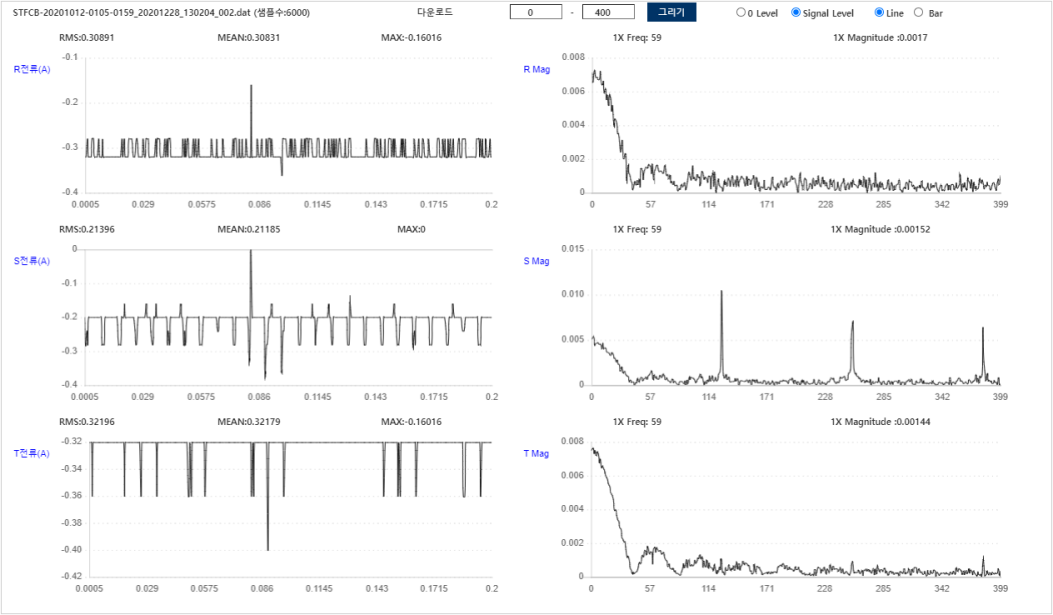 STFCB-20201012-0105-0159_20201228_130204_002.dat (샘플수:6000) 다운로드 0 - 400 그리기 0 Level Signal Level Line Bar
RMS:0.30891 MEAN:0.30831 MAX:-0.16016 1X Freq: 59 1X Magnitude :0.0017
R전류(A)
-0.1
-0.2
-0.3
-0.4
0.0005 0.029 0.0575 0.086 0.1145 0.143 0.1715 0.2
R Mag
0.008
0.006
0.004
0.002
0
0 57 114 171 228 285 342 399
RMS:0.21396 MEAN:0.21185 MAX:0 1X Freq: 59 1X Magnitude :0.00152
S전류(A)
0
-0.1
-0.2
-0.3
-0.4
0.0005 0.029 0.0575 0.086 0.1145 0.143 0.1715 0.2
S Mag
0.015
0.010
0.005
0
0 57 114 171 228 285 342 399
RMS:0.32196 MEAN:0.32179 MAX:-0.16016 1X Freq: 59 1X Magnitude :0.00144
T전류(A)
-0.32
-0.34
-0.36
-0.38
-0.40
-0.42
0.0005 0.029 0.0575 0.086 0.1145 0.143 0.1715 0.2
T Mag
0.008
0.006
0.004
0.002
0
0 57 114 171 228 285 342 399